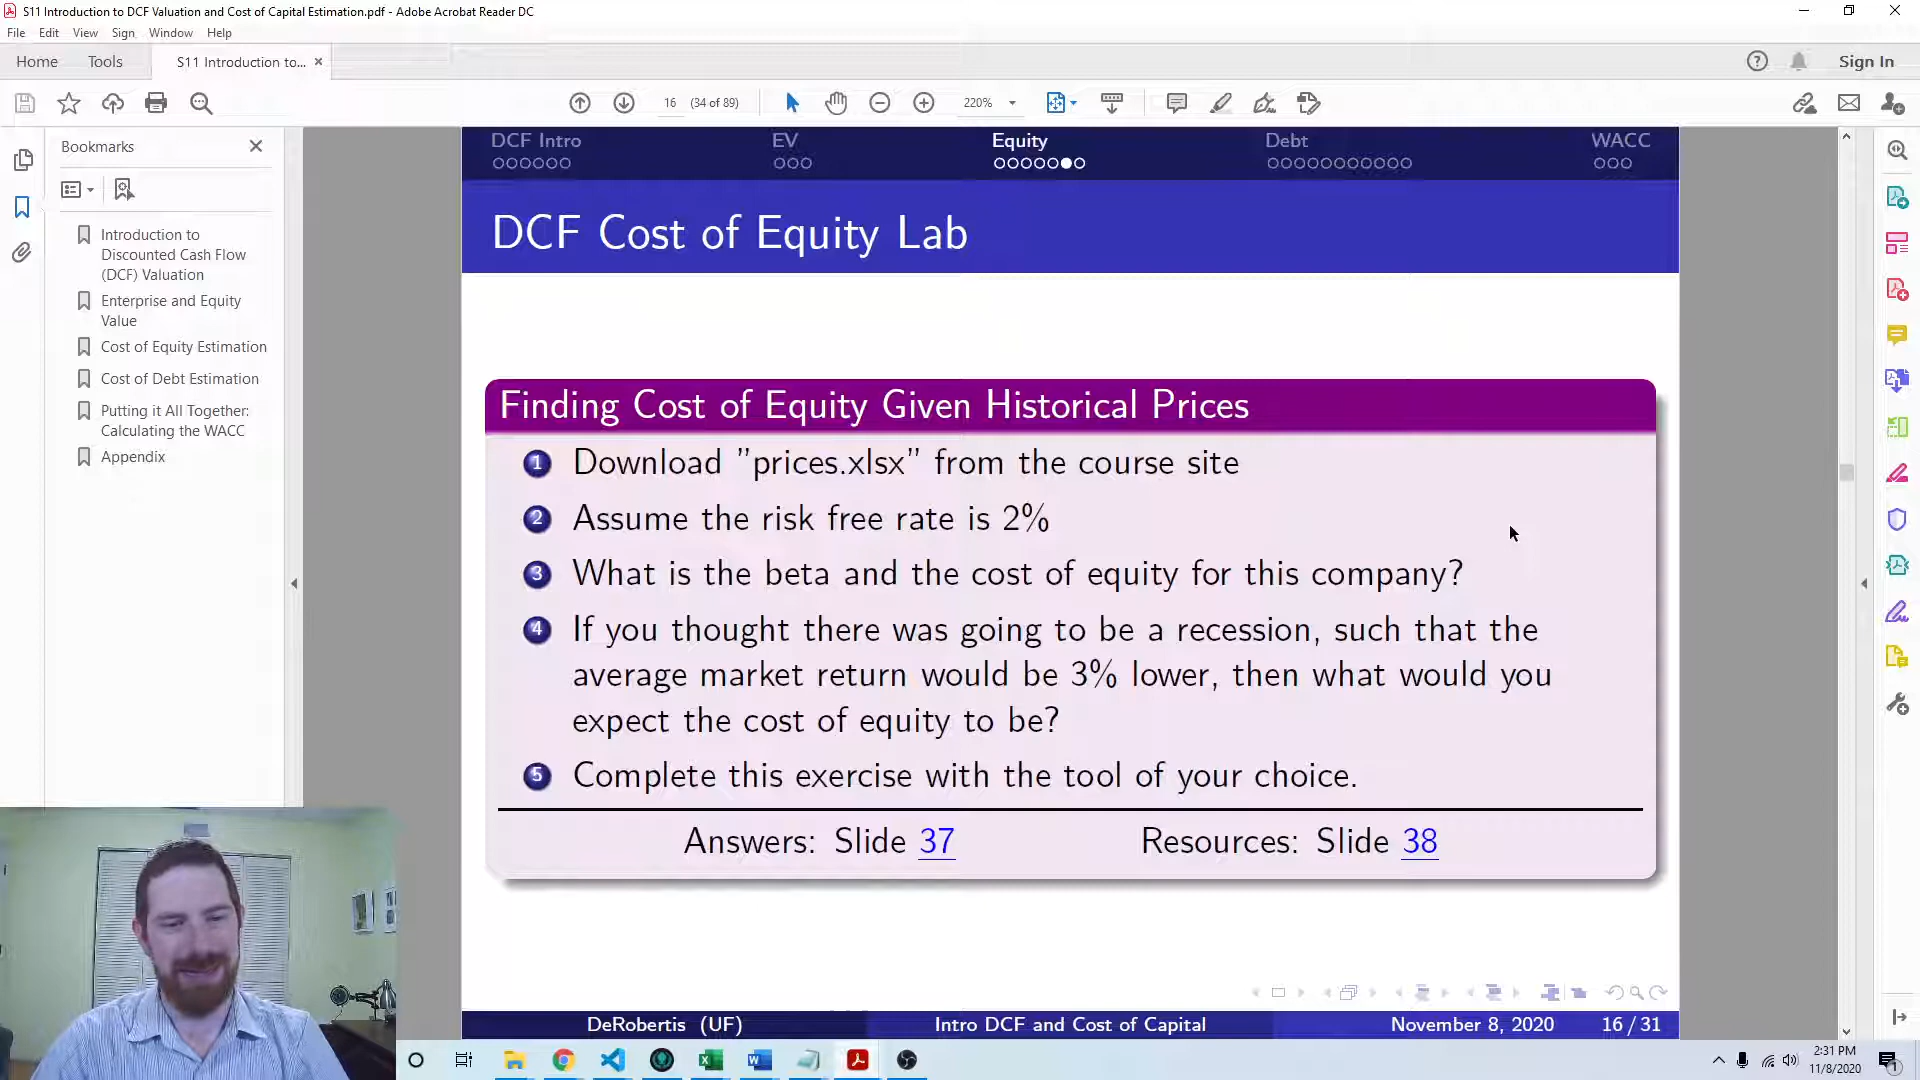 S11 Introduction to DCF Valuation and Cost of Capital Estimation.pdf - Adobe Acrobat Reader DC
File Edit View Sign Window Help
Home Tools S11 Introduction to... Sign In
16 (34 of 89) 220%
Bookmarks
Introduction to
Discounted Cash Flow
(DCF) Valuation
Enterprise and Equity
Value
Cost of Equity Estimation
Cost of Debt Estimation
Putting it All Together:
Calculating the WACC
Appendix
DCF Intro EV Equity Debt WACC
DCF Cost of Equity Lab
Finding Cost of Equity Given Historical Prices
1 Download "prices.xlsx" from the course site
2 Assume the risk free rate is 2%
3 What is the beta and the cost of equity for this company?
4 If you thought there was going to be a recession, such that the
average market return would be 3% lower, then what would you
expect the cost of equity to be?
5 Complete this exercise with the tool of your choice.
Answers: Slide 37 Resources: Slide 38
DeRobertis (UF) Intro DCF and Cost of Capital November 8, 2020 16 / 31
2:31 PM
11/8/2020